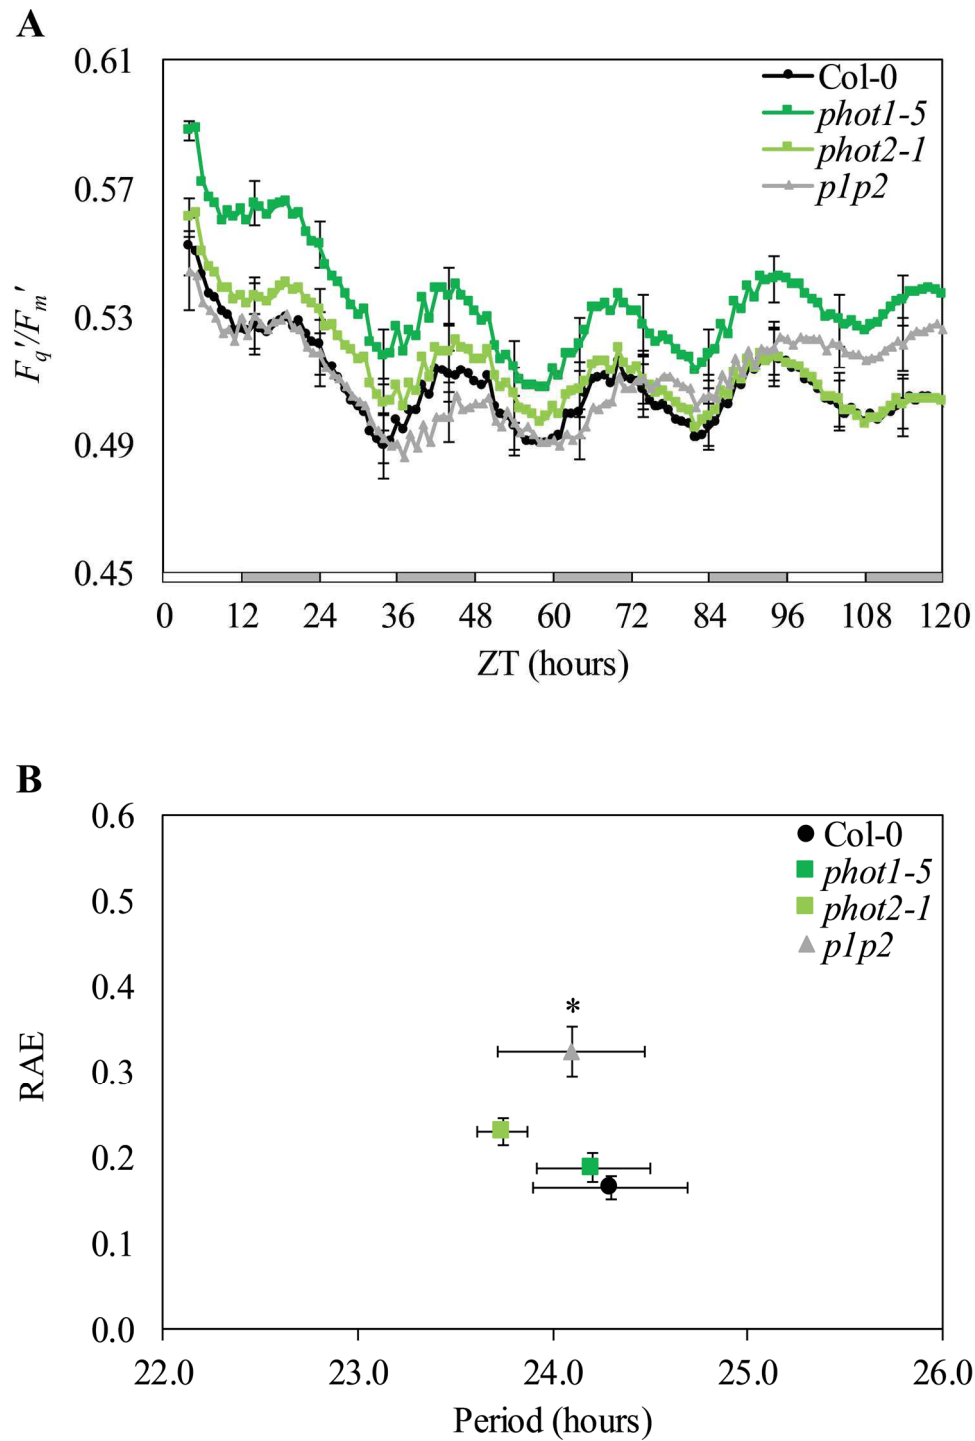 A
0.61
0.57
0.53
0.49
0.45
Fq′/Fm′
Col-0
phot1-5
phot2-1
p1p2
0 12 24 36 48 60 72 84 96 108 120
ZT (hours)
B
0.6
0.5
0.4
0.3
0.2
0.1
0.0
RAE
Col-0
phot1-5
phot2-1
p1p2
*
22.0 23.0 24.0 25.0 26.0
Period (hours)